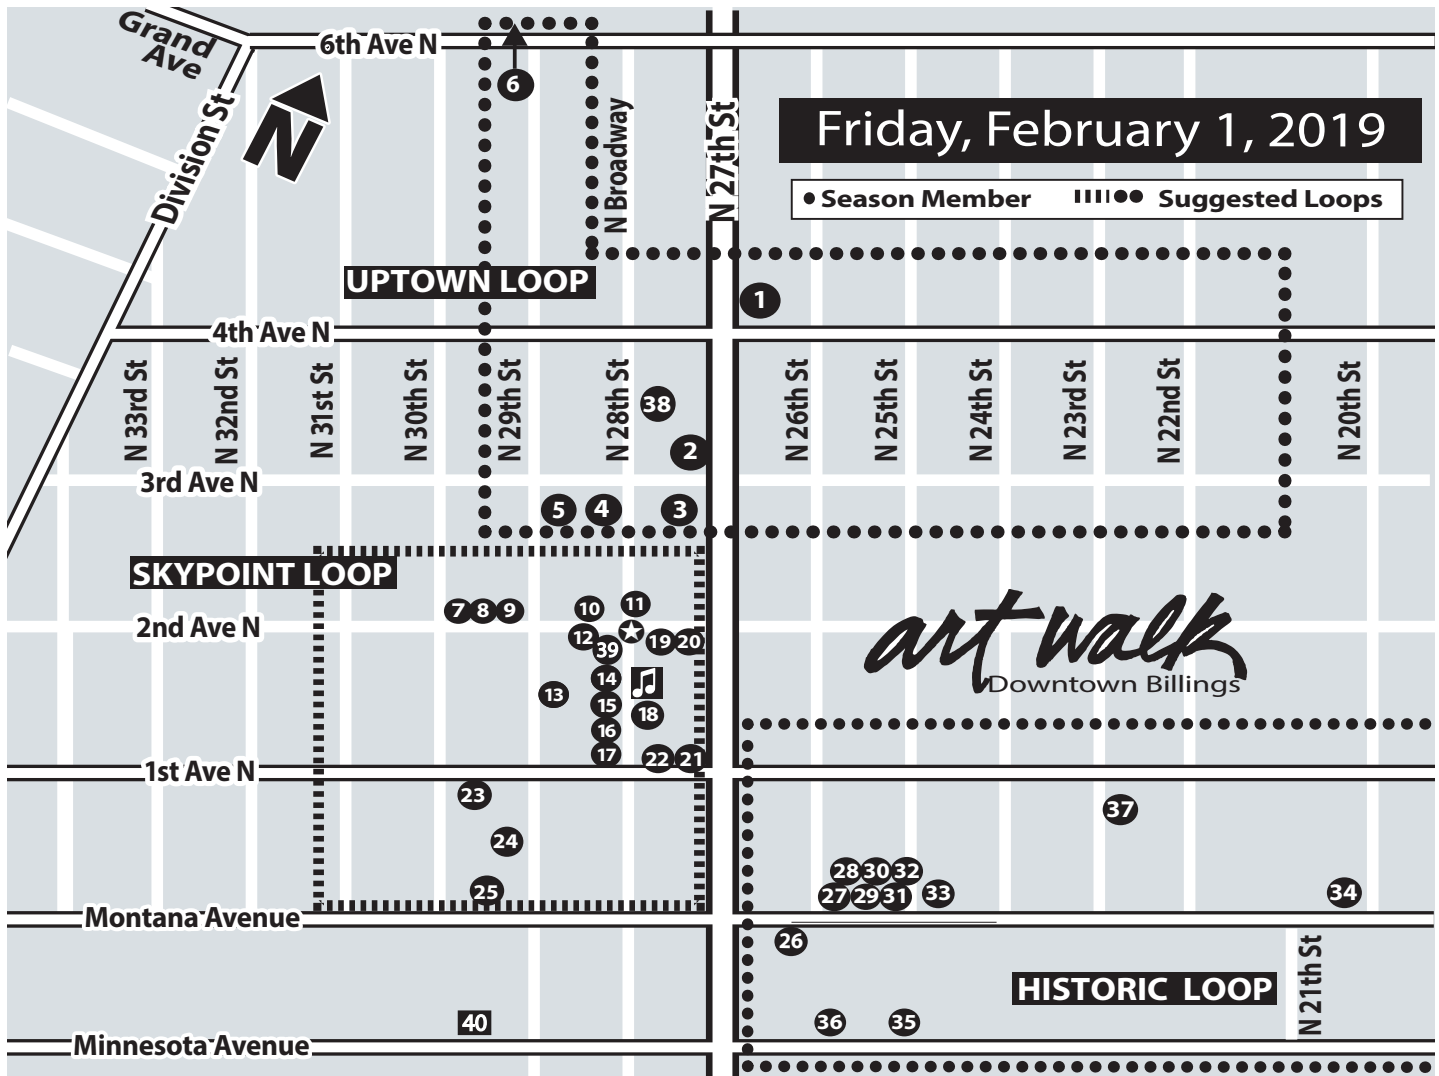 Grand
Ave
6th Ave N
6
Division St
N
N Broadway
N 27th St
Friday, February 1, 2019
Season Member
Suggested Loops
UPTOWN LOOP
1
4th Ave N
N 33rd St
N 32nd St
N 31st St
N 30th St
N 29th St
N 28th St
N 26th St
N 25th St
N 24th St
N 23rd St
N 22nd St
N 20th St
38
2
3rd Ave N
5 4 3
SKYPOINT LOOP
7 8 9 10 11
2nd Ave N
12 39 19 20
art walk
Downtown Billings
13 14
15 18
16
17 22 21
1st Ave N
23
24
25
37
28 30 32
27 29 31 33
34
Montana Avenue
26
HISTORIC LOOP
N 21th St
40
36 35
Minnesota Avenue